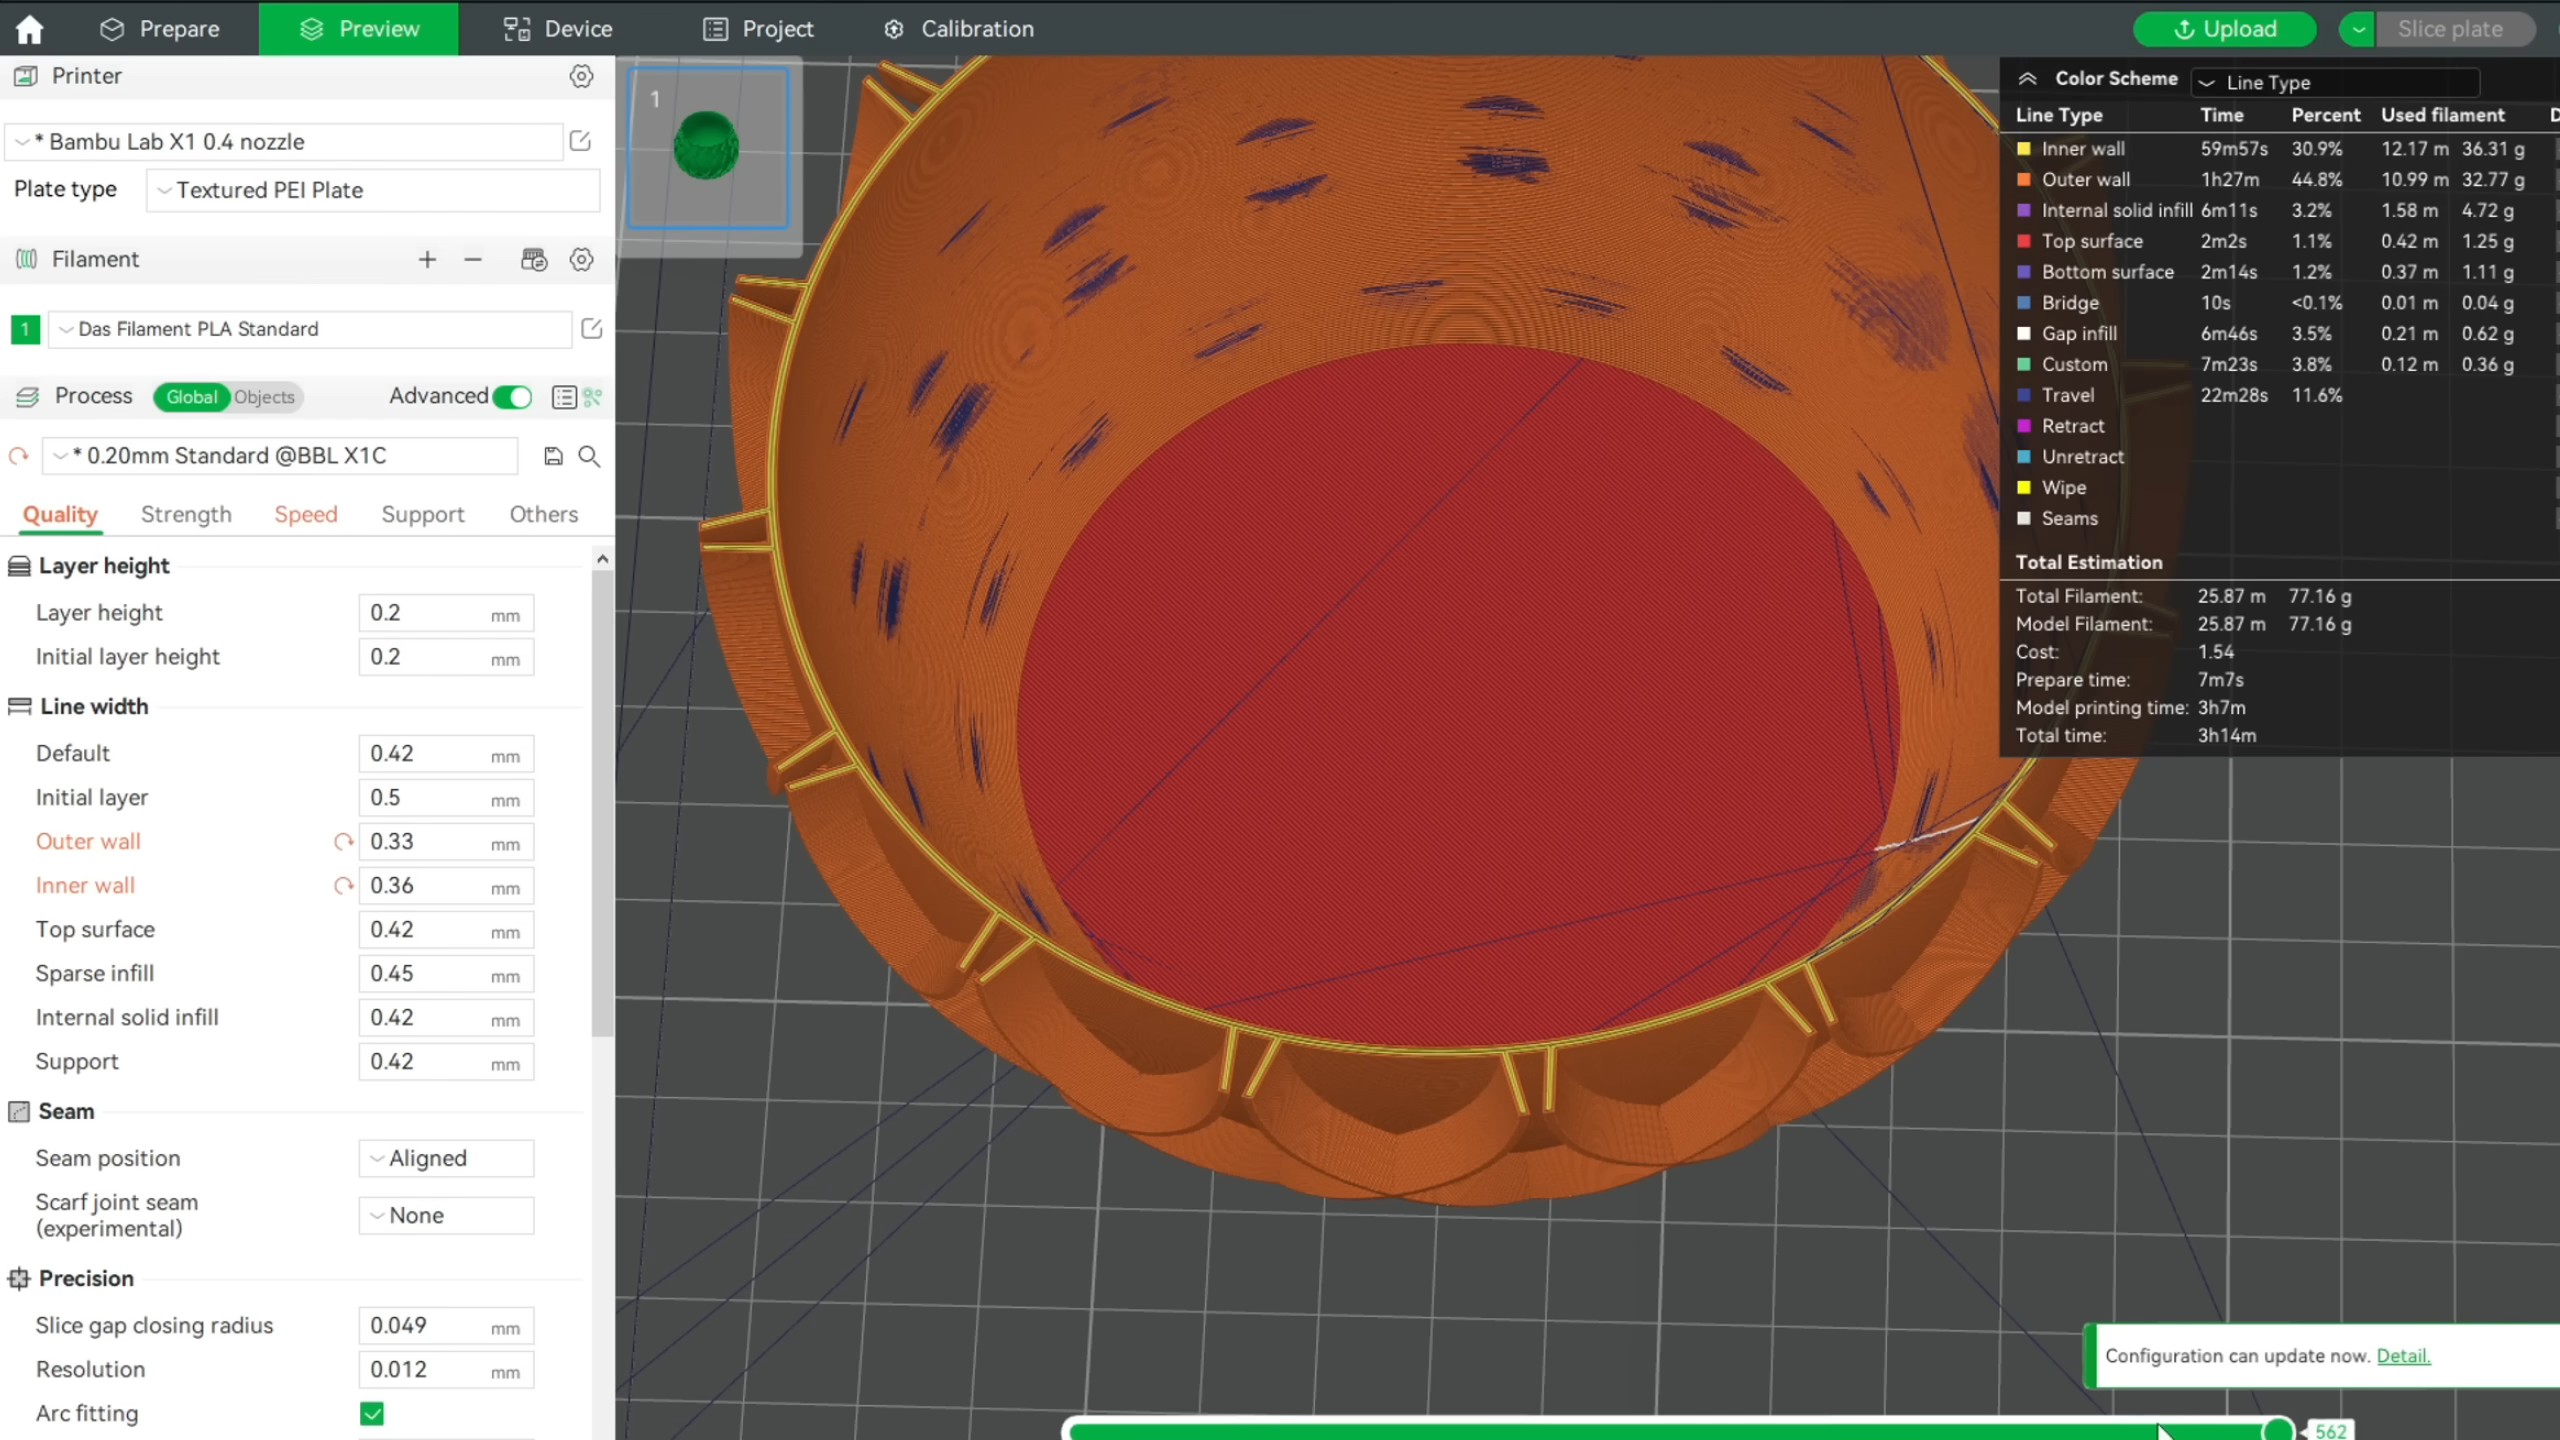 Prepare
Preview
Device
Project
Calibration
Upload
Slice plate
Printer
* Bambu Lab X1 0.4 nozzle
Plate type
Textured PEI Plate
Filament
1
Das Filament PLA Standard
Process
Global
Objects
Advanced
* 0.20mm Standard @BBL X1C
Quality
Strength
Speed
Support
Others
Layer height
Layer height 0.2 mm
Initial layer height 0.2 mm
Line width
Default 0.42 mm
Initial layer 0.5 mm
Outer wall 0.33 mm
Inner wall 0.36 mm
Top surface 0.42 mm
Sparse infill 0.45 mm
Internal solid infill 0.42 mm
Support 0.42 mm
Seam
Seam position Aligned
Scarf joint seam
(experimental)
None
Precision
Slice gap closing radius 0.049 mm
Resolution 0.012 mm
Arc fitting
1
Color Scheme Line Type
Line Type Time Percent Used filament
Inner wall 59m57s 30.9% 12.17 m 36.31 g
Outer wall 1h27m 44.8% 10.99 m 32.77 g
Internal solid infill 6m11s 3.2% 1.58 m 4.72 g
Top surface 2m2s 1.1% 0.42 m 1.25 g
Bottom surface 2m14s 1.2% 0.37 m 1.11 g
Bridge 10s <0.1% 0.01 m 0.04 g
Gap infill 6m46s 3.5% 0.21 m 0.62 g
Custom 7m23s 3.8% 0.12 m 0.36 g
Travel 22m28s 11.6%
Retract
Unretract
Wipe
Seams
Total Estimation
Total Filament: 25.87 m 77.16 g
Model Filament: 25.87 m 77.16 g
Cost: 1.54
Prepare time: 7m7s
Model printing time: 3h7m
Total time: 3h14m
Configuration can update now. Detail.
562